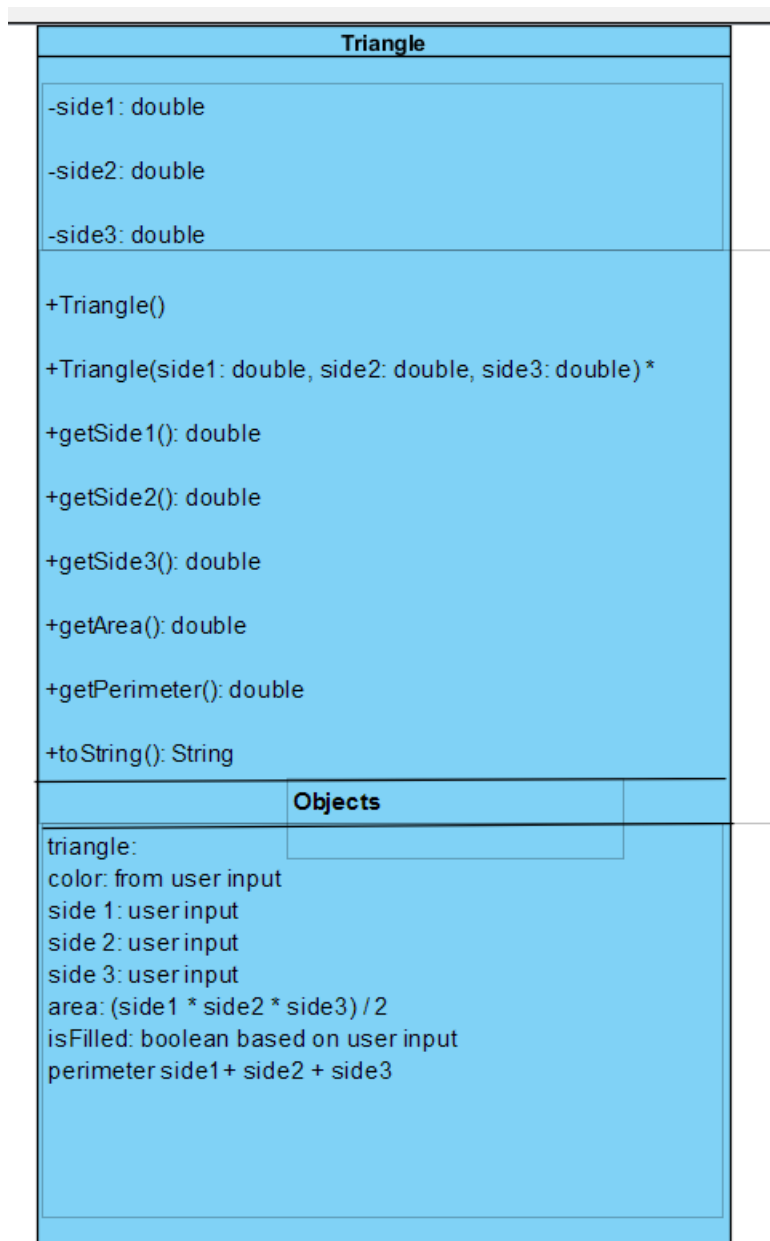 Triangle
-side1: double
-side2: double
-side3: double
+Triangle()
+Triangle(side1: double, side2: double, side3: double) *
+getSide1(): double
+getSide2(): double
+getSide3(): double
+getArea(): double
+getPerimeter(): double
+toString(): String
Objects
triangle:
color: from user input
side 1: user input
side 2: user input
side 3: user input
area: (side1 * side2 * side3) / 2
isFilled: boolean based on user input
perimeter side1+ side2 + side3